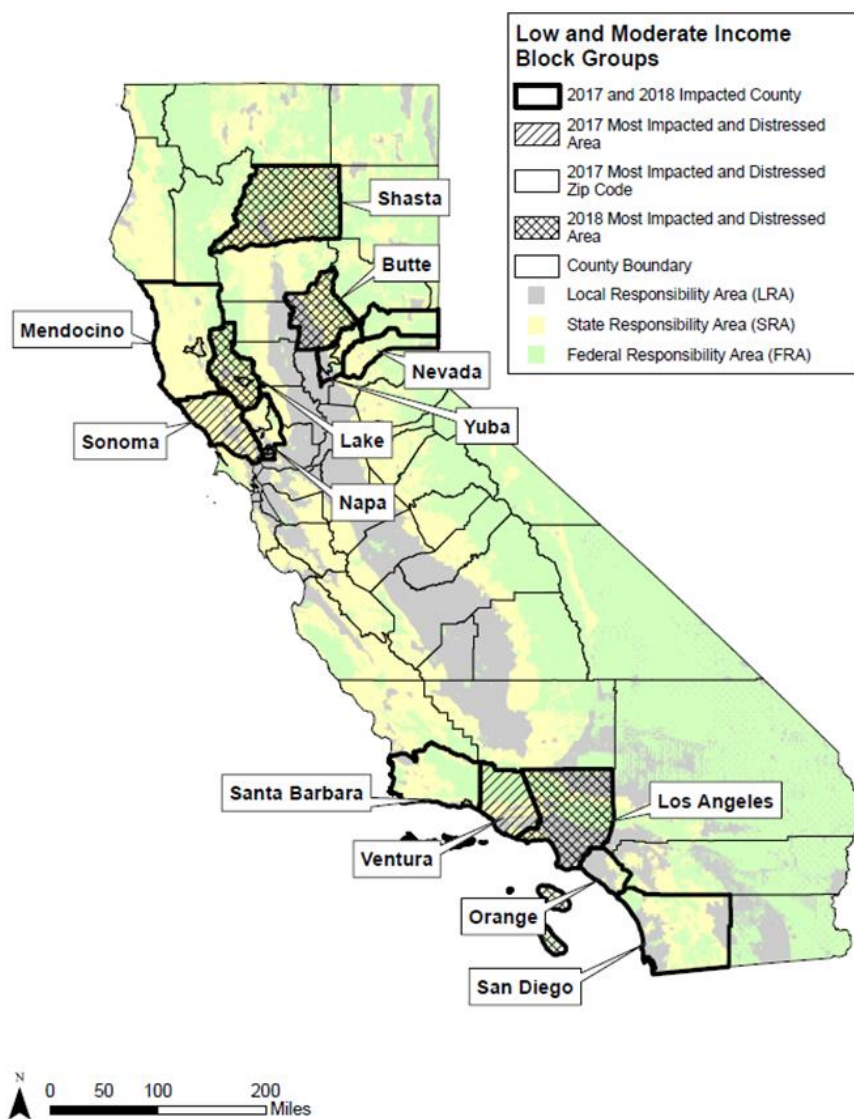 Low and Moderate Income
Block Groups
2017 and 2018 Impacted County
2017 Most Impacted and Distressed
Area
2017 Most Impacted and Distressed
Zip Code
2018 Most Impacted and Distressed
Area
County Boundary
Local Responsibility Area (LRA)
State Responsibility Area (SRA)
Federal Responsibility Area (FRA)
Shasta
Butte
Mendocino
Nevada
Yuba
Sonoma
Lake
Napa
Santa Barbara
Los Angeles
Ventura
Orange
San Diego
N
0 50 100 200
Miles